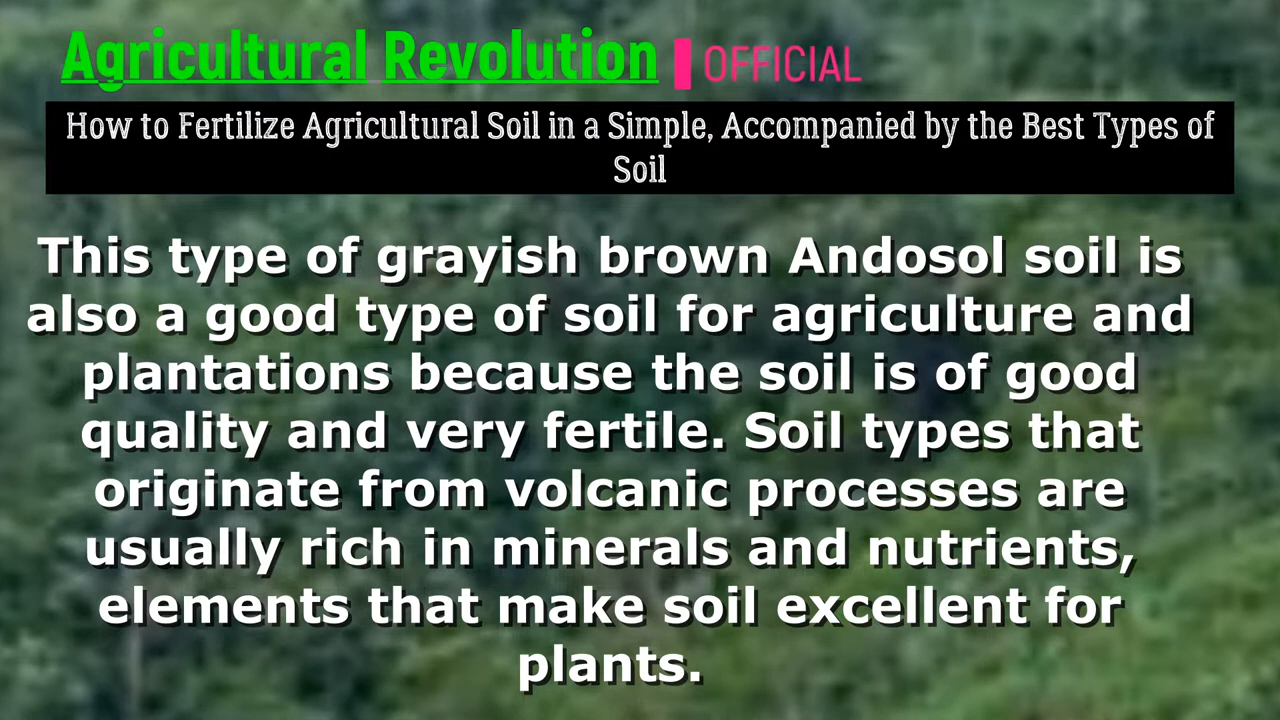 Agricultural Revolution OFFICIAL
How to Fertilize Agricultural Soil in a Simple, Accompanied by the Best Types of
Soil
This type of grayish brown Andosol soil is
also a good type of soil for agriculture and
plantations because the soil is of good
quality and very fertile. Soil types that
originate from volcanic processes are
usually rich in minerals and nutrients,
elements that make soil excellent for
plants.